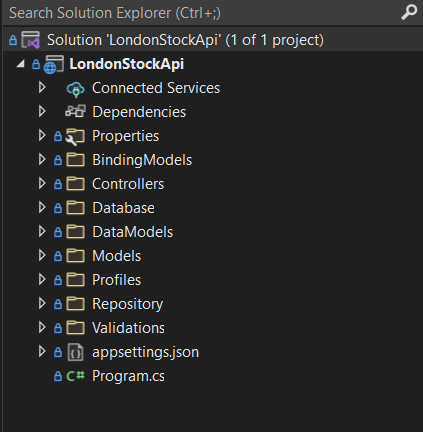 Search Solution Explorer (Ctrl+;)
Solution 'LondonStockApi' (1 of 1 project)
LondonStockApi
Connected Services
Dependencies
Properties
BindingModels
Controllers
Database
DataModels
Models
Profiles
Repository
Validations
appsettings.json
C# Program.cs